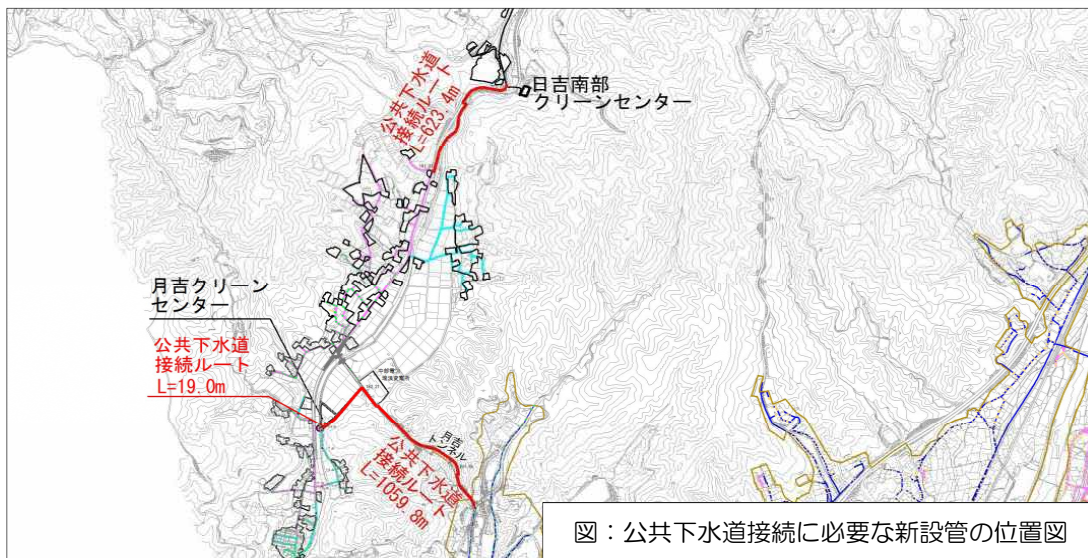 公共下水道
接続ルート
L=623.4m
日吉南部
クリーンセンター
月吉クリーン
センター
公共下水道
接続ルート
L=19.0m
月吉
トンネル
公共下水道
接続ルート
L=1059.8m
図：公共下水道接続に必要な新設管の位置図